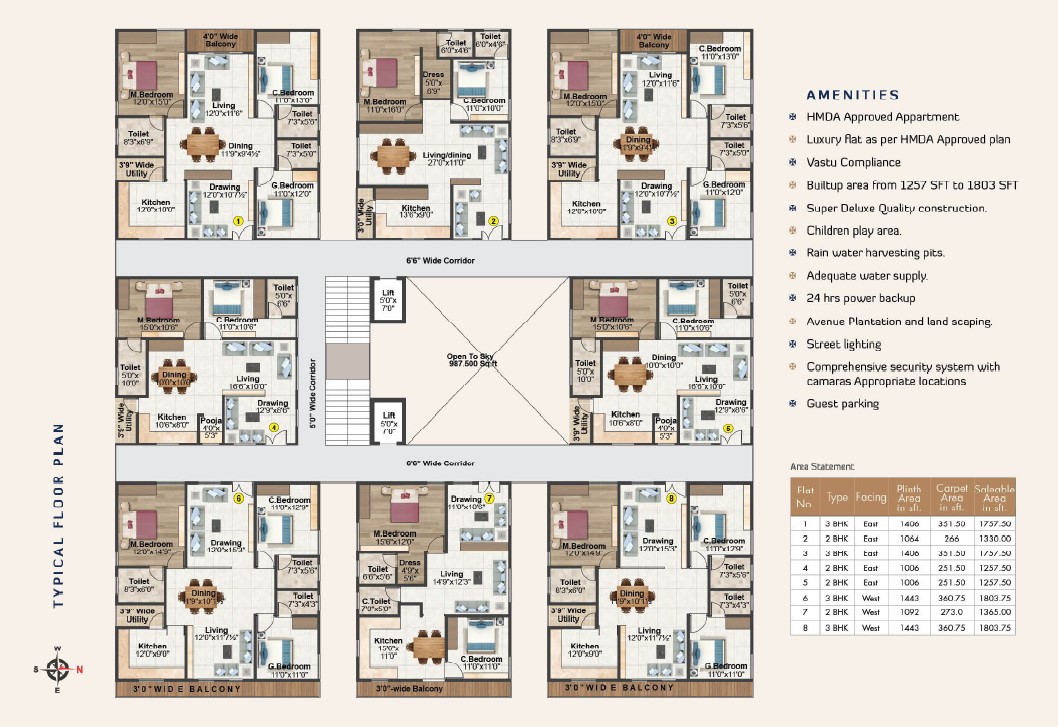 TYPICAL FLOOR PLAN
4'0" Wide
Balcony
M.Bedroom
12'0"x15'0"
Living
12'0"x11'6"
C.Bedroom
11'0"x13'0"
Toilet
8'3"x6'9"
Toilet
7'3"x5'6"
Dining
11'9"x9'4½"
Toilet
7'3"x5'0"
3'9" Wide
Utility
Kitchen
12'0"x10'0"
Drawing
12'0"x10'7½"
G.Bedroom
11'0"x12'0"
1
Toilet
6'0"x4'6"
Toilet
6'0"x4'6"
Dress
5'0"x
6'9"
M.Bedroom
11'0"x16'0"
C.Bedroom
11'0"x10'0"
Living/dining
27'0"x11'0"
3'0" Wide
Utility
Kitchen
13'6"x9'0"
2
4'0" Wide
Balcony
M.Bedroom
12'0"x15'0"
Living
12'0"x11'6"
C.Bedroom
11'0"x13'0"
Toilet
8'3"x6'9"
Toilet
7'3"x5'6"
Dining
11'9"x9'4½"
Toilet
7'3"x5'0"
3'9" Wide
Utility
Kitchen
12'0"x10'0"
Drawing
12'0"x10'7½"
G.Bedroom
11'0"x12'0"
3
6'6" Wide Corridor
M.Bedroom
15'0"x10'6"
C.Bedroom
11'0"x10'6"
Toilet
5'0"x
6'6"
Toilet
5'0"x
10'0"
Dining
10'0"x10'0"
Living
16'6"x10'0"
Drawing
12'9"x8'6"
3'9" Wide
Utility
Kitchen
10'6"x8'0"
Pooja
4'0"x
5'3"
4
5'0" Wide Corridor
Lift
5'0"x
7'0"
Open To Sky
987.500 Sq.ft
Lift
5'0"x
7'0"
M.Bedroom
15'0"x10'6"
C.Bedroom
11'0"x10'6"
Toilet
5'0"x
6'6"
Toilet
5'0"x
10'0"
Dining
10'0"x10'0"
Living
16'6"x10'0"
Drawing
12'9"x8'6"
3'9" Wide
Utility
Kitchen
10'6"x8'0"
Pooja
4'0"x
5'3"
5
6'6" Wide Corridor
6
M.Bedroom
12'0"x14'9"
Drawing
12'0"x15'3"
C.Bedroom
11'0"x12'9"
Toilet
8'3"x6'0"
Toilet
7'3"x5'6"
Dining
11'9"x10'1½"
Toilet
7'3"x4'3"
3'9" Wide
Utility
Kitchen
12'0"x9'0"
Living
12'0"x11'7½"
G.Bedroom
11'0"x11'0"
3'0"WIDE BALCONY
7
Drawing
11'0"x10'6"
M.Bedroom
15'6"x12'0"
Toilet
6'6"x5'6"
Dress
4'9"x
5'6"
Living
14'9"x12'3"
C.Toilet
7'0"x5'0"
Kitchen
15'0"x
11'0"
C.Bedroom
11'0"x11'0"
3'0"-wide Balcony
8
M.Bedroom
12'0"x14'9"
Drawing
12'0"x15'3"
C.Bedroom
11'0"x12'9"
Toilet
8'3"x6'0"
Toilet
7'3"x5'6"
Dining
11'9"x10'1½"
Toilet
7'3"x4'3"
3'9" Wide
Utility
Kitchen
12'0"x9'0"
Living
12'0"x11'7½"
G.Bedroom
11'0"x11'0"
3'0"WIDE BALCONY
W
S N
E
AMENITIES
HMDA Approved Appartment
Luxury flat as per HMDA Approved plan
Vastu Compliance
Builtup area from 1257 SFT to 1803 SFT
Super Deluxe Quality construction.
Children play area.
Rain water harvesting pits.
Adequate water supply.
24 hrs power backup
Avenue Plantation and land scaping.
Street lighting
Comprehensive security system with
camaras Appropriate locations
Guest parking
Area Statement
Flat No Type Facing Plinth Area in sft. Carpet Area in sft. Saleable Area in sft.
1 3 BHK East 1406 351.50 1757.50
2 2 BHK East 1064 266 1330.00
3 3 BHK East 1406 351.50 1757.50
4 2 BHK East 1006 251.50 1257.50
5 2 BHK East 1006 251.50 1257.50
6 3 BHK West 1443 360.75 1803.75
7 2 BHK West 1092 273.0 1365.00
8 3 BHK West 1443 360.75 1803.75